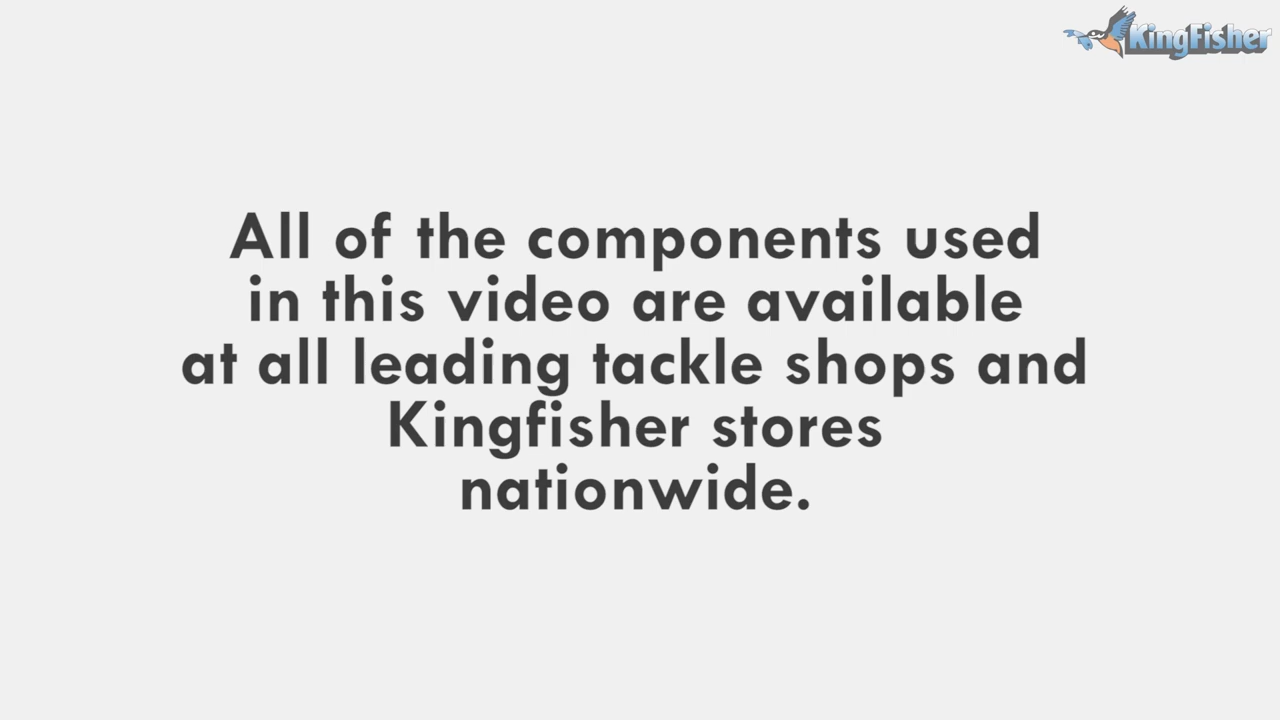 KingFisher
All of the components used
in this video are available
at all leading tackle shops and
Kingfisher stores
nationwide.